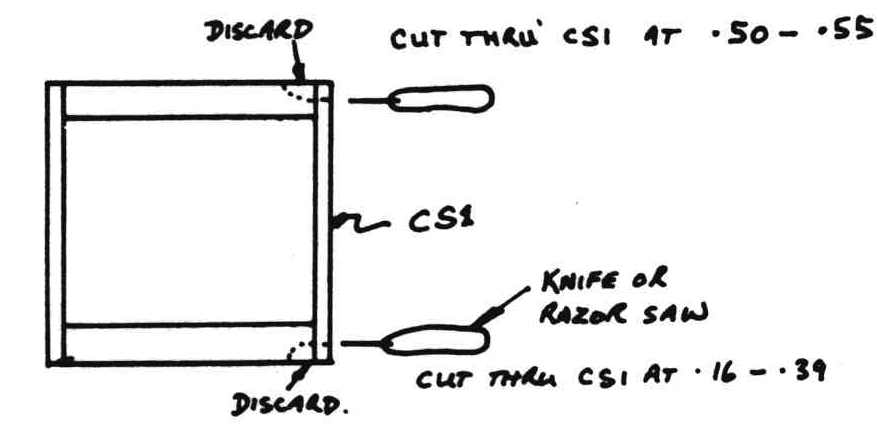 DISCARD
CUT THRU' CS1 AT .50 - .55
CS1
KNIFE OR
RAZOR SAW
CUT THRU CS1 AT .16 - .39
DISCARD.